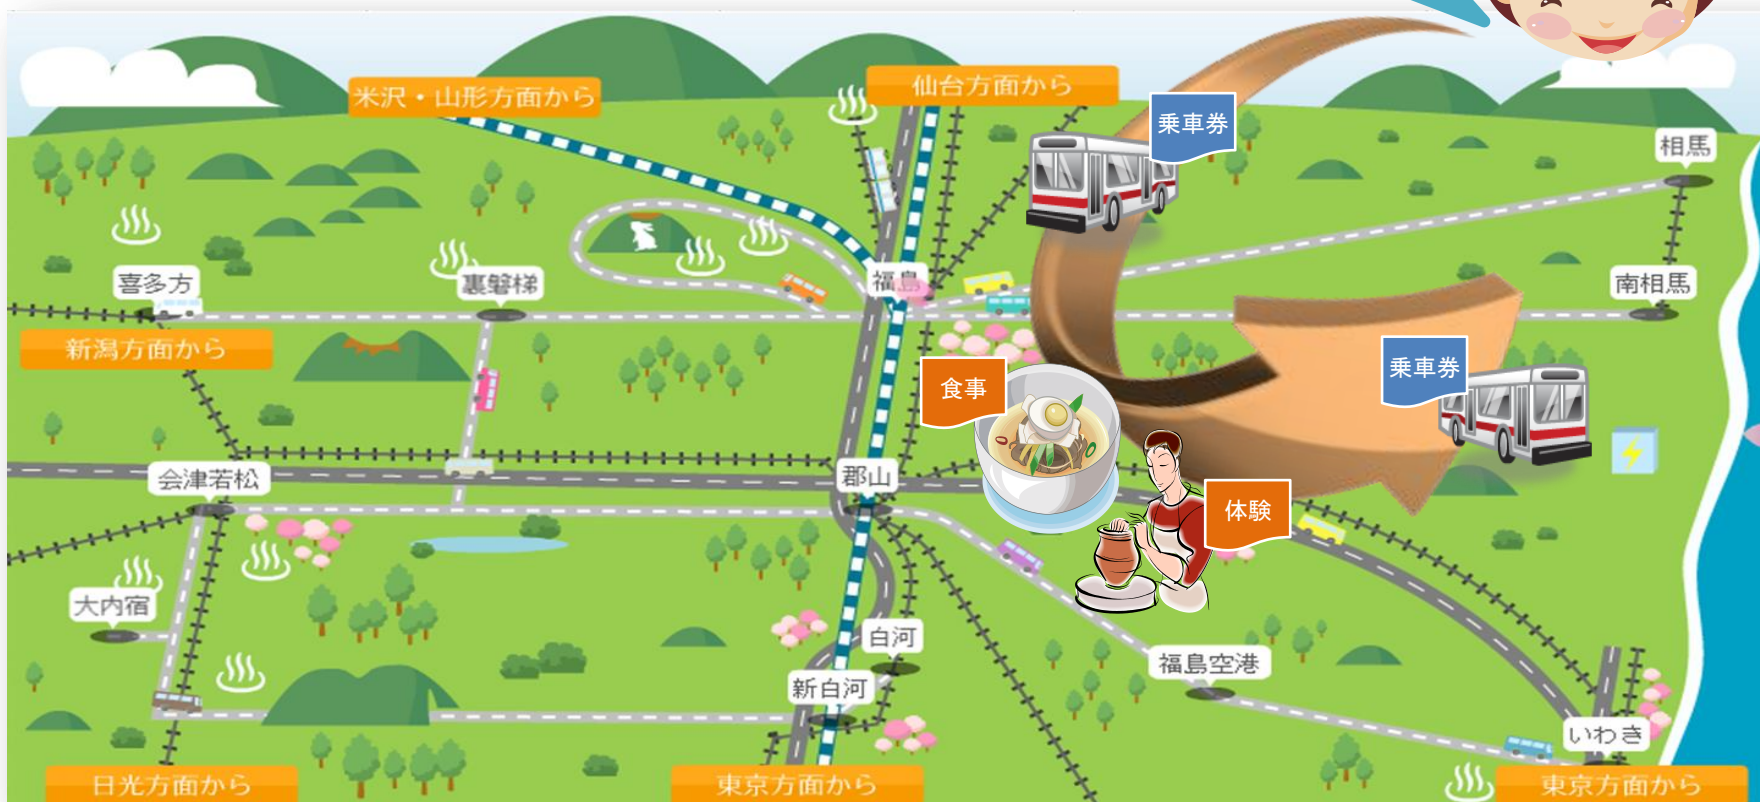 米沢・山形方面から
仙台方面から
乗車券
相馬
喜多方
裏磐梯
福島
南相馬
新潟方面から
乗車券
食事
会津若松
郡山
体験
大内宿
白河
福島空港
新白河
いわき
日光方面から
東京方面から
東京方面から